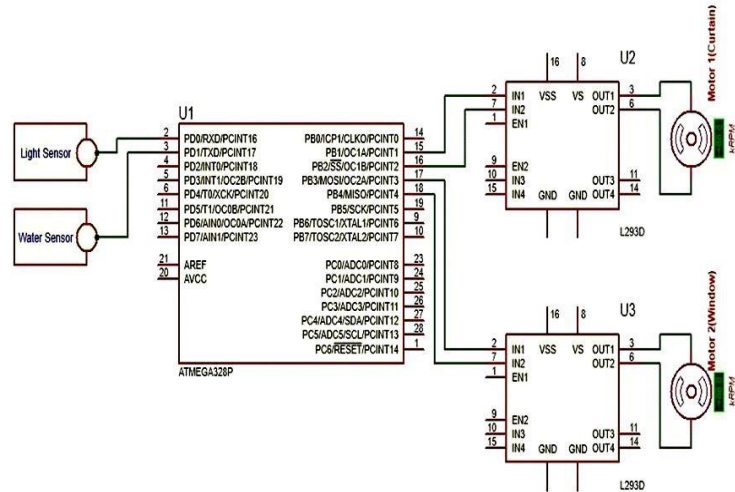 U1
Light Sensor
Water Sensor
2 PD0/RXD/PCINT16
3 PD1/TXD/PCINT17
4 PD2/INT0/PCINT18
5 PD3/INT1/OC2B/PCINT19
6 PD4/T0/XCK/PCINT20
11 PD5/T1/OC0B/PCINT21
12 PD6/AIN0/OC0A/PCINT22
13 PD7/AIN1/PCINT23
21 AREF
20 AVCC
PB0/ICP1/CLKO/PCINT0 14
PB1/OC1A/PCINT1 15
PB2/SS/OC1B/PCINT2 16
PB3/MOSI/OC2A/PCINT3 17
PB4/MISO/PCINT4 18
PB5/SCK/PCINT5 19
PB6/TOSC1/XTAL1/PCINT6 9
PB7/TOSC2/XTAL2/PCINT7 10
PC0/ADC0/PCINT8 23
PC1/ADC1/PCINT9 24
PC2/ADC2/PCINT10 25
PC3/ADC3/PCINT11 26
PC4/ADC4/SDA/PCINT12 27
PC5/ADC5/SCL/PCINT13 28
PC6/RESET/PCINT14 1
ATMEGA328P
U2
16 8
2 IN1 VSS VS OUT1 3
7 IN2 OUT2 6
1 EN1
9 EN2
10 IN3 OUT3 11
15 IN4 OUT4 14
GND GND
L293D
Motor 1(Curtain)
kRPM
U3
16 8
2 IN1 VSS VS OUT1 3
7 IN2 OUT2 6
1 EN1
9 EN2
10 IN3 OUT3 11
15 IN4 OUT4 14
GND GND
L293D
Motor 2(Window)
kRPM